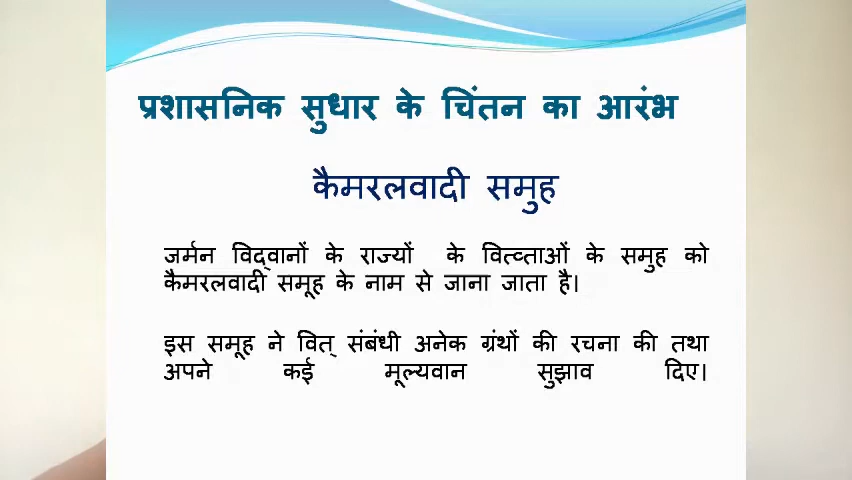 प्रशासनिक सुधार के चिंतन का आरंभ
कैमरलवादी समुह
जर्मन विद्वानों के राज्यों के वित्व्ताओं के समुह को
कैमरलवादी समूह के नाम से जाना जाता है।
इस समूह ने वित् संबंधी अनेक ग्रंथों की रचना की तथा
अपने कई मूल्यवान सुझाव दिए।